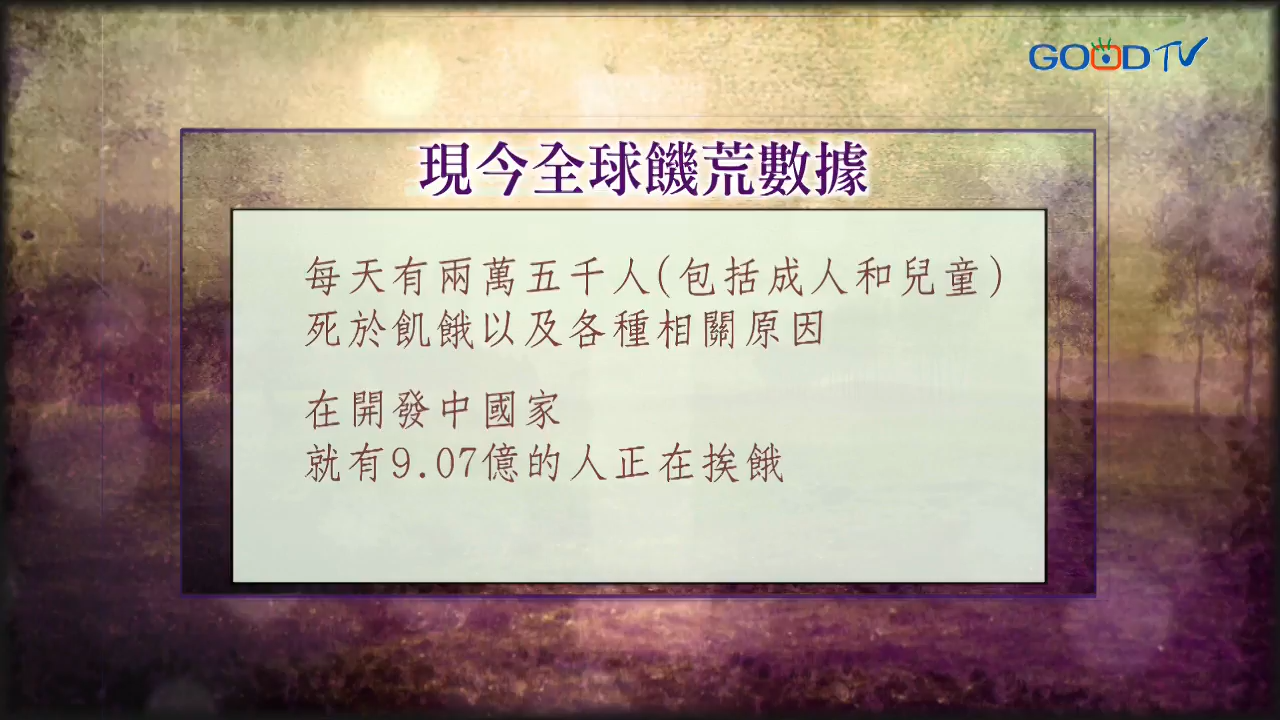 GOOD TV
現今全球饑荒數據
每天有兩萬五千人(包括成人和兒童)
死於飢餓以及各種相關原因
在開發中國家
就有9.07億的人正在挨餓